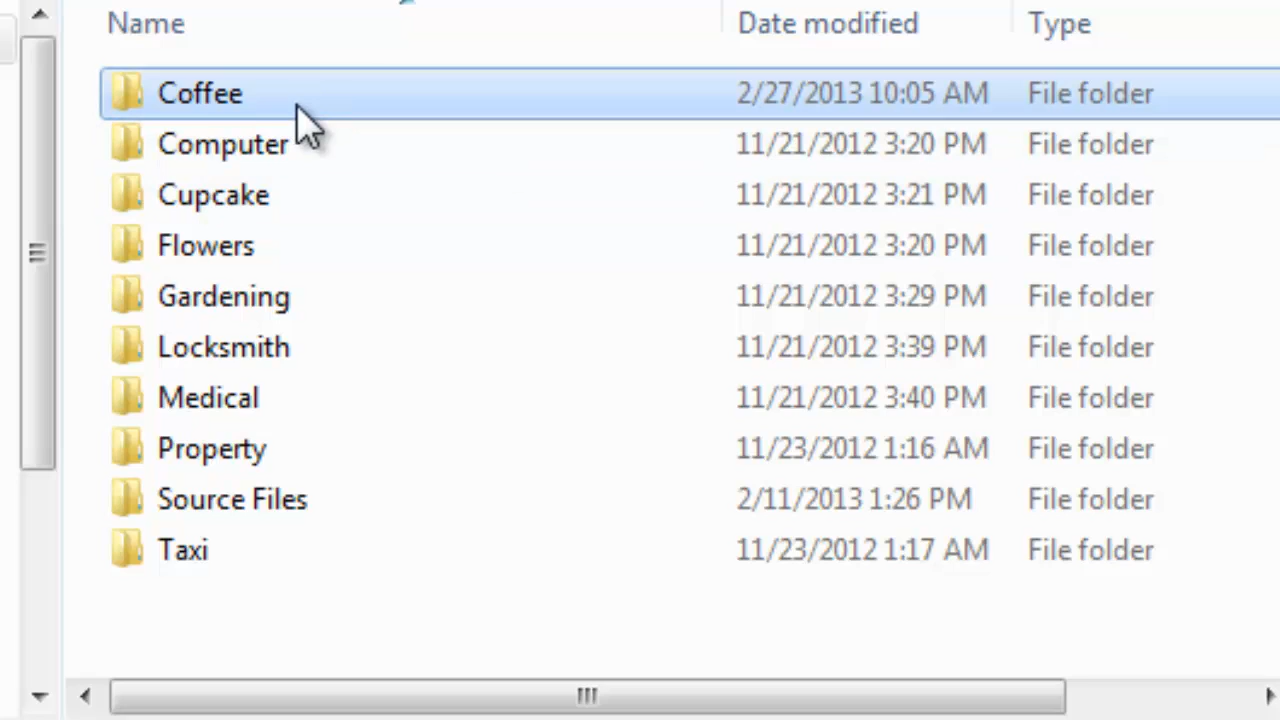 Name Date modified Type
Coffee 2/27/2013 10:05 AM File folder
Computer 11/21/2012 3:20 PM File folder
Cupcake 11/21/2012 3:21 PM File folder
Flowers 11/21/2012 3:20 PM File folder
Gardening 11/21/2012 3:29 PM File folder
Locksmith 11/21/2012 3:39 PM File folder
Medical 11/21/2012 3:40 PM File folder
Property 11/23/2012 1:16 AM File folder
Source Files 2/11/2013 1:26 PM File folder
Taxi 11/23/2012 1:17 AM File folder